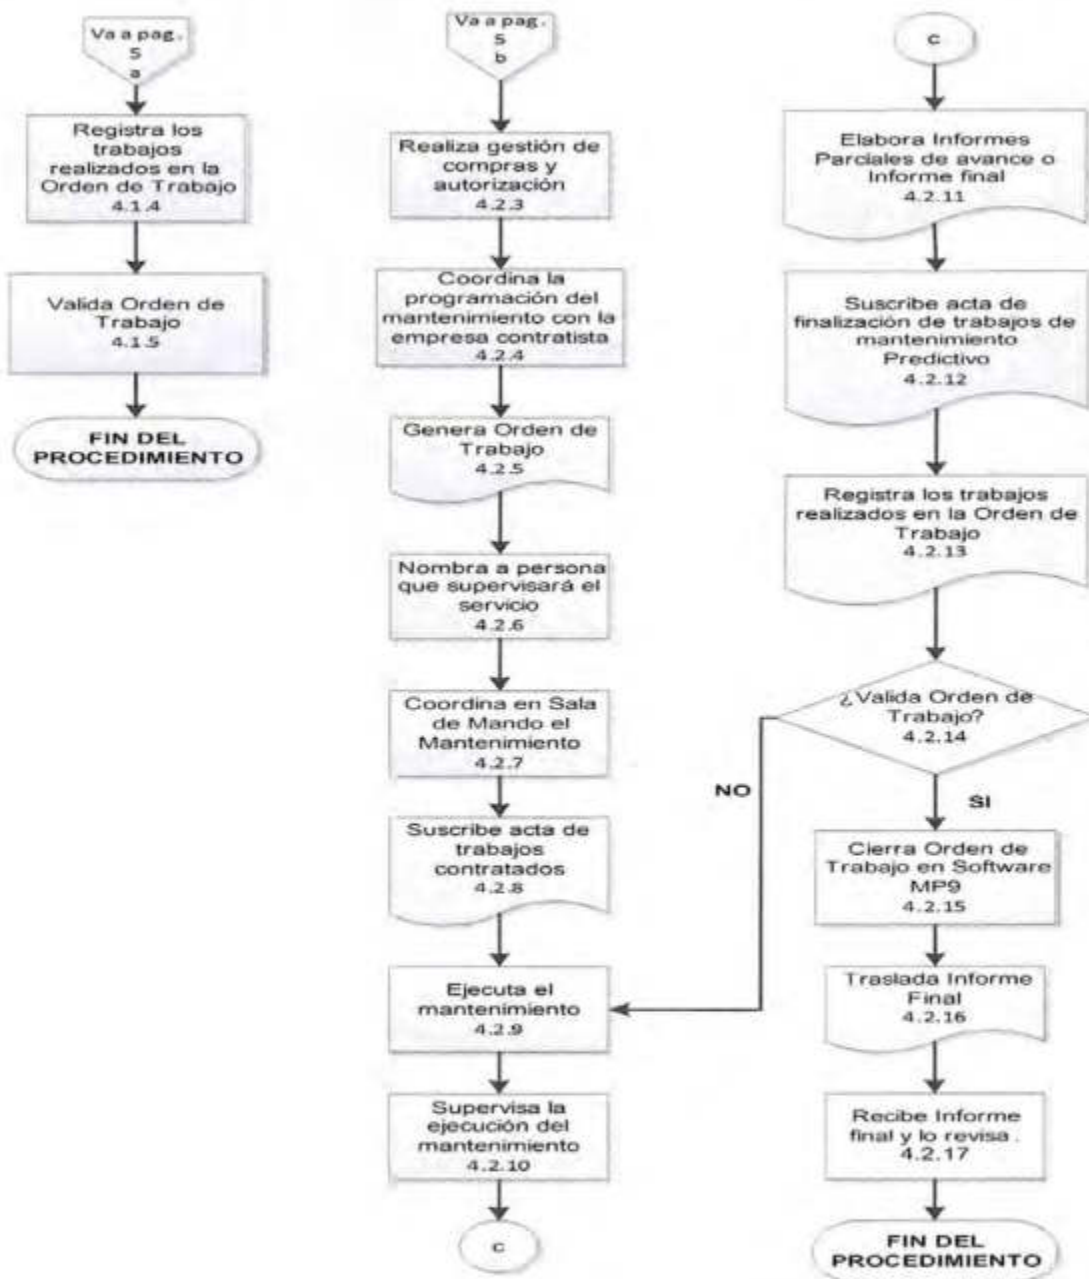 Va a pag.
5
a
Registra los
trabajos
realizados en la
Orden de Trabajo
4.1.4
Valida Orden de
Trabajo
4.1.5
FIN DEL
PROCEDIMIENTO
Va a pag.
5
b
Realiza gestión de
compras y
autorización
4.2.3
Coordina la
programación del
mantenimiento con la
empresa contratista
4.2.4
Genera Orden de
Trabajo
4.2.5
Nombra a persona
que supervisará el
servicio
4.2.6
Coordina en Sala
de Mando el
Mantenimiento
4.2.7
Suscribe acta de
trabajos
contratados
4.2.8
Ejecuta el
mantenimiento
4.2.9
Supervisa la
ejecución del
mantenimiento
4.2.10
c
c
Elabora Informes
Parciales de avance o
Informe final
4.2.11
Suscribe acta de
finalización de trabajos de
mantenimiento
Predictivo
4.2.12
Registra los trabajos
realizados en la Orden de
Trabajo
4.2.13
¿Valida Orden de
Trabajo?
4.2.14
NO
SI
Cierra Orden de
Trabajo en Software
MP9
4.2.15
Traslada Informe
Final
4.2.16
Recibe Informe
final y lo revisa.
4.2.17
FIN DEL
PROCEDIMIENTO